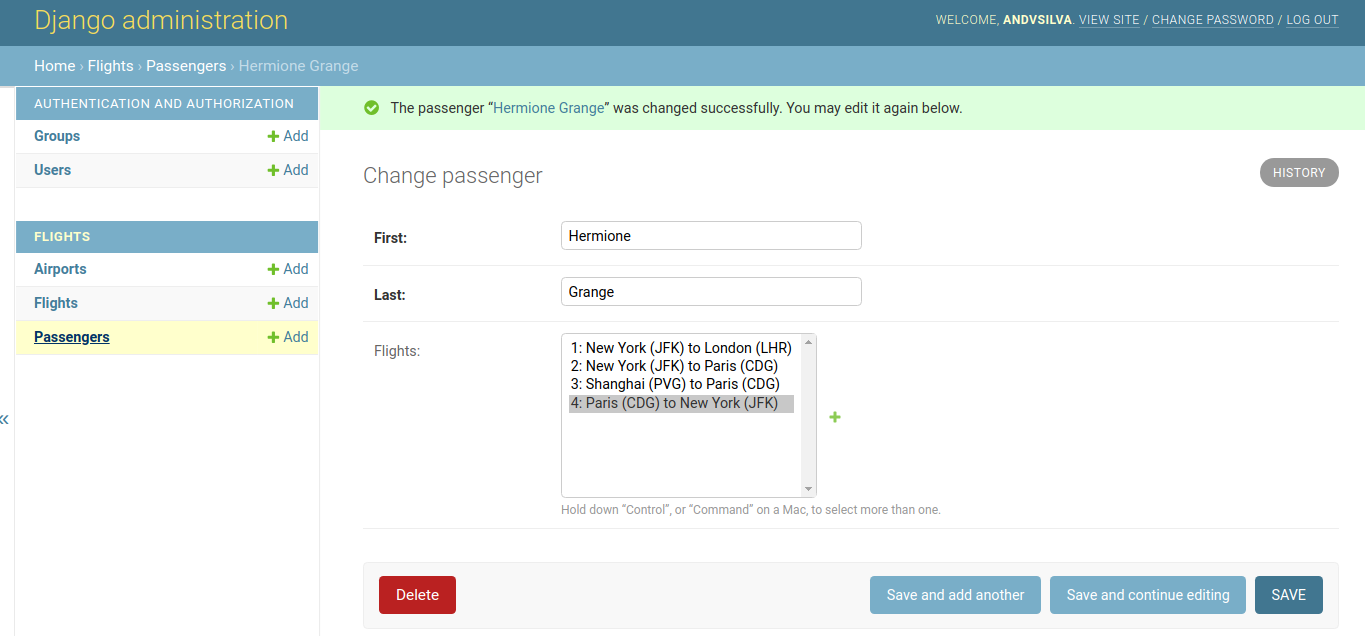 Django administration
WELCOME, ANDVSILVA. VIEW SITE / CHANGE PASSWORD / LOG OUT
Home › Flights › Passengers › Hermione Grange
AUTHENTICATION AND AUTHORIZATION
Groups + Add
Users + Add
FLIGHTS
Airports + Add
Flights + Add
Passengers + Add
«
The passenger “Hermione Grange” was changed successfully. You may edit it again below.
Change passenger
HISTORY
First: Hermione
Last: Grange
Flights:
1: New York (JFK) to London (LHR)
2: New York (JFK) to Paris (CDG)
3: Shanghai (PVG) to Paris (CDG)
4: Paris (CDG) to New York (JFK)
+
Hold down “Control”, or “Command” on a Mac, to select more than one.
Delete
Save and add another
Save and continue editing
SAVE